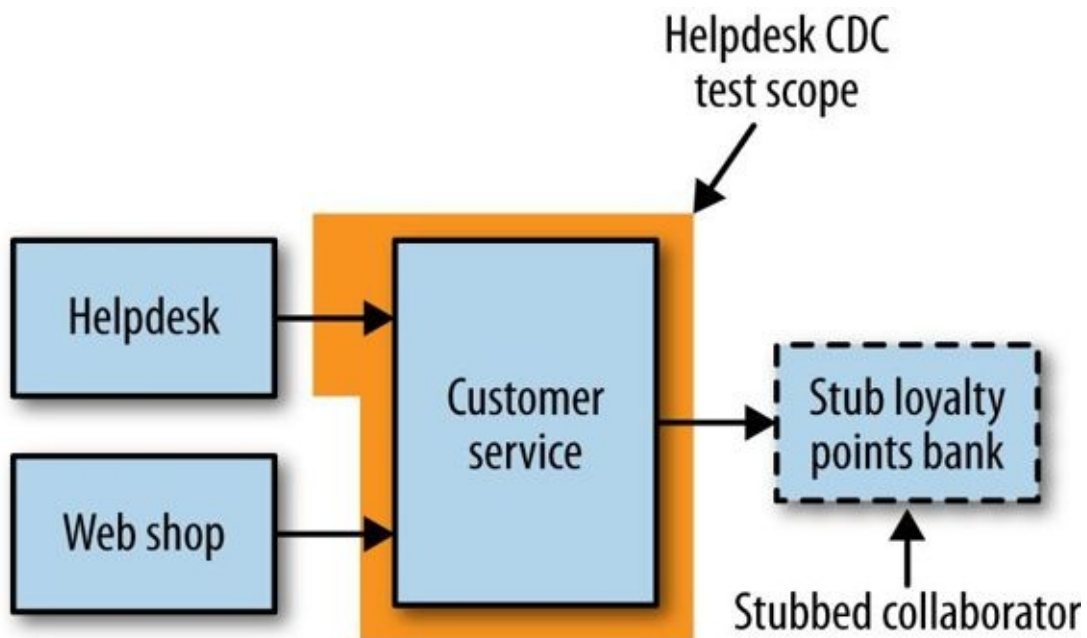 Helpdesk CDC
test scope
Helpdesk
Customer
service
Web shop
Stub loyalty
points bank
Stubbed collaborator